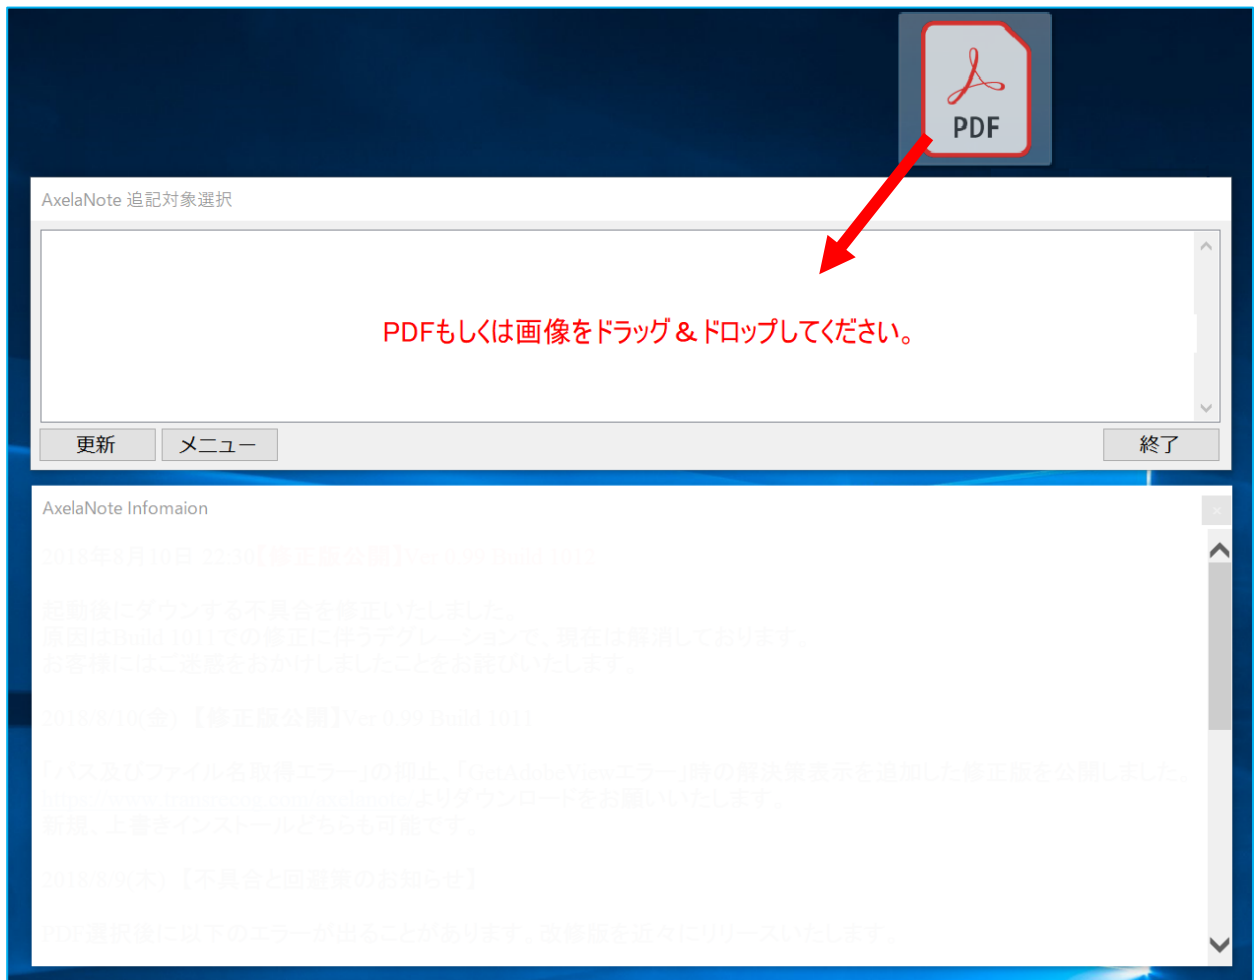 PDF
AxelaNote 追記対象選択
PDFもしくは画像をドラッグ＆ドロップしてください。
更新
メニュー
終了
AxelaNote Infomaion
2018年8月10日 22:30【修正版公開】Ver 0.99 Build 1012
起動後にダウンする不具合を修正いたしました。
原因はBuild 1011での修正に伴うデグレーションで、現在は解消しております。
お客様にはご迷惑をおかけしましたことをお詫びいたします。
2018/8/10(金) 【修正版公開】Ver 0.99 Build 1011
「パス及びファイル名取得エラー」の抑止、「GetAdobeViewエラー」時の解決策表示を追加した修正版を公開しました。
よりダウンロードをお願いいたします。
新規、上書きインストールどちらも可能です。
2018/8/9(木) 【不具合と回避策のお知らせ】
PDF選択後に以下のエラーが出ることがあります。改修版を近々にリリースいたします。